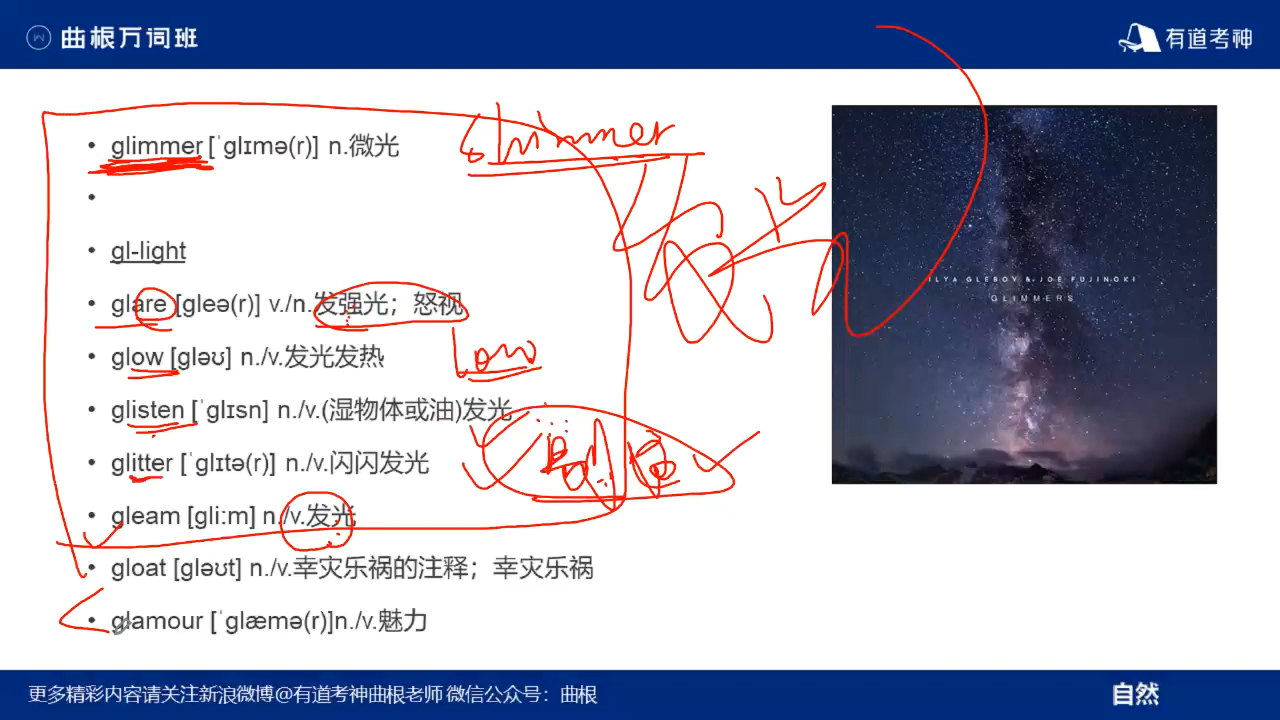 曲根万词班
有道考神
glimmer [ˈglɪmə(r)] n.微光
shimmer
gl-light
glare [gleə(r)] v./n.发强光；怒视
glow [gləʊ] n./v.发光发热
low
glisten [ˈglɪsn] n./v.(湿物体或油)发光
glitter [ˈglɪtə(r)] n./v.闪闪发光
gleam [gliːm] n./v.发光
gloat [gləʊt] n./v.幸灾乐祸的注释；幸灾乐祸
glamour [ˈglæmə(r)]n./v.魅力
ILYA GLEBOV & JOE FUJINOKI
GLIMMERS
更多精彩内容请关注新浪微博@有道考神曲根老师 微信公众号：曲根
自然